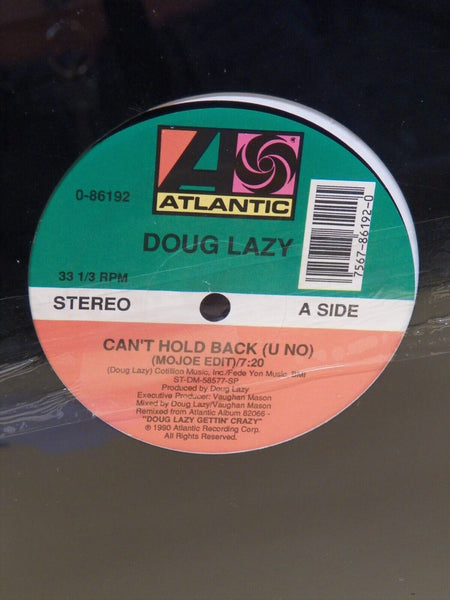 0-86192
ATLANTIC
DOUG LAZY
7567-86192-0
33 1/3 RPM
STEREO
A SIDE
CAN'T HOLD BACK (U NO)
(MOJOE EDIT)/7:20
(Doug Lazy) Cotillion Music, Inc./Fede Yon Music, BMI
ST-DM-58577-SP
Produced by Doug Lazy
Executive Producer: Vaughan Mason
Mixed by Doug Lazy/Vaughan Mason
Remixed from Atlantic Album 82066 -
"DOUG LAZY GETTIN' CRAZY"
℗ 1990 Atlantic Recording Corp.
All Rights Reserved.